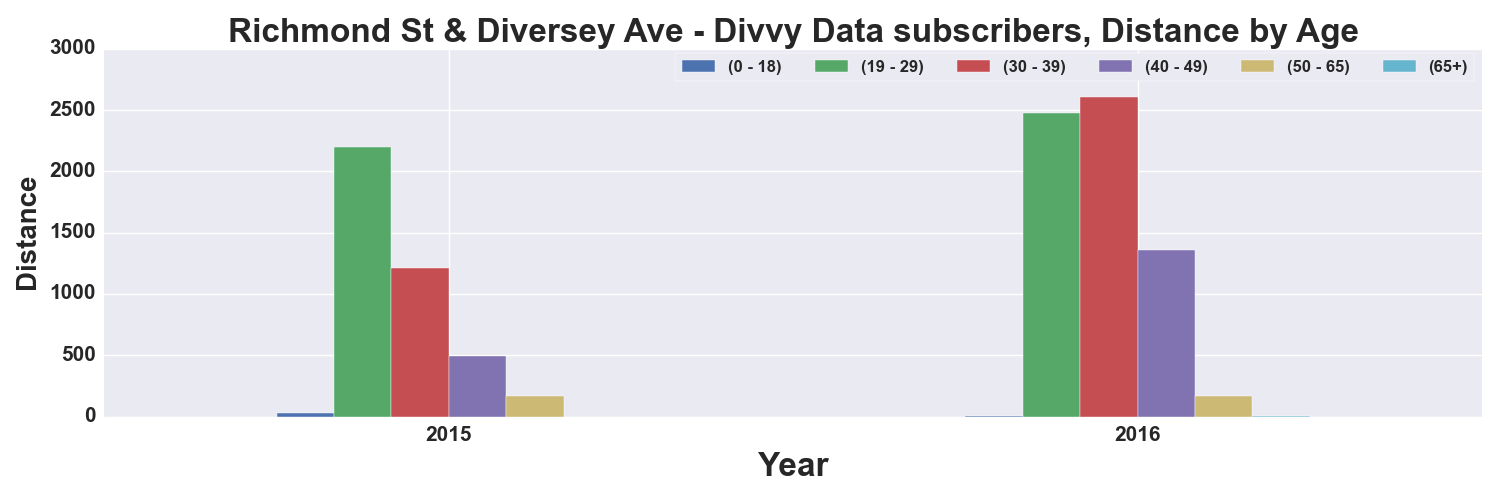 Richmond St & Diversey Ave - Divvy Data subscribers, Distance by Age
(0 - 18) (19 - 29) (30 - 39) (40 - 49) (50 - 65) (65+)
3000
2500
2000
1500
1000
500
0
Distance
2015 2016
Year